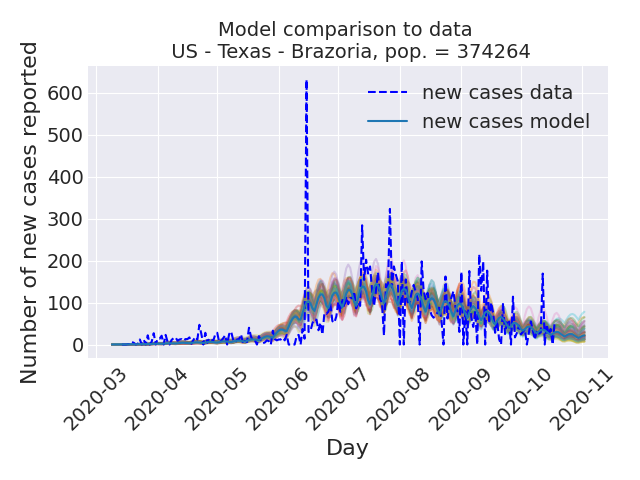 Model comparison to data
US - Texas - Brazoria, pop. = 374264
Number of new cases reported
600
500
400
300
200
100
0
new cases data
new cases model
2020-03
2020-04
2020-05
2020-06
2020-07
2020-08
2020-09
2020-10
2020-11
Day